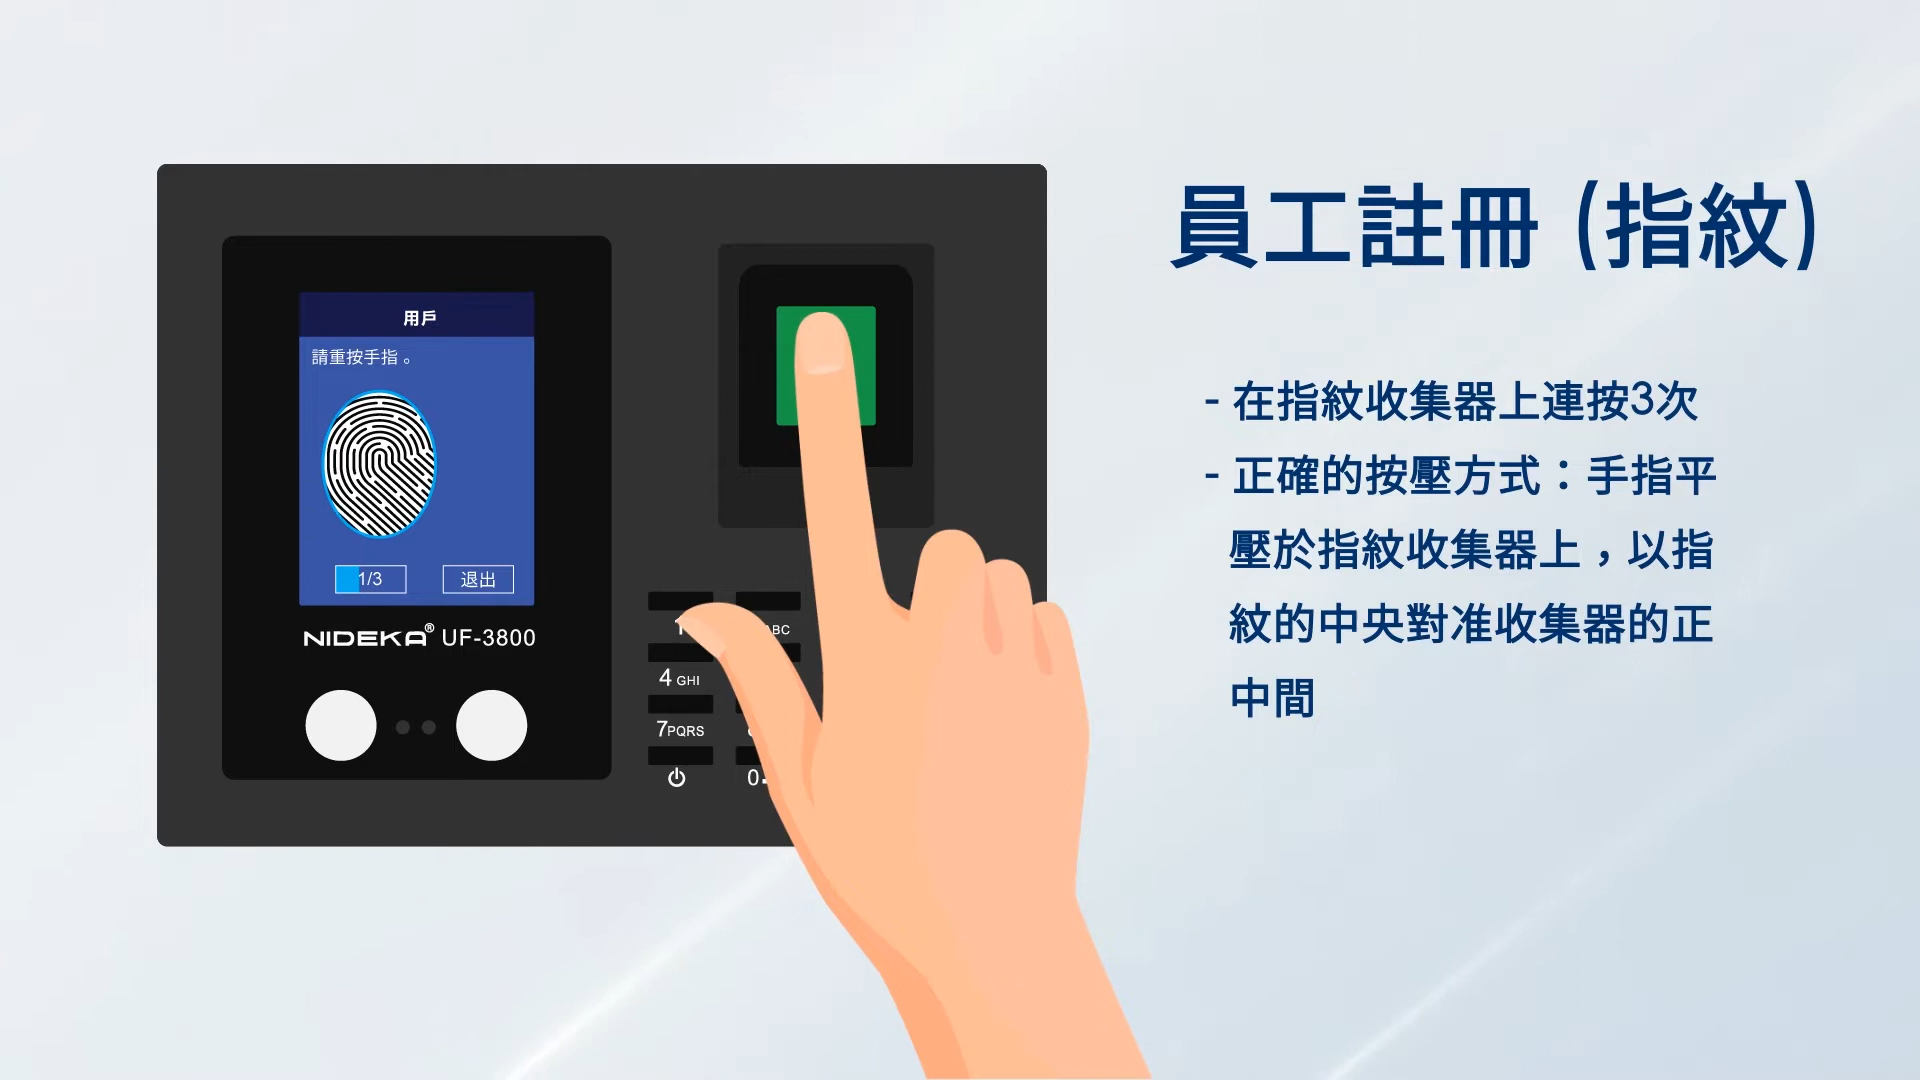 員工註冊 (指紋)
- 在指紋收集器上連按3次
- 正確的按壓方式：手指平
壓於指紋收集器上，以指
紋的中央對准收集器的正
中間
用戶
請重按手指。
1/3
退出
NIDEKA® UF-3800
1
ABC
4 GHI
7PQRS
0